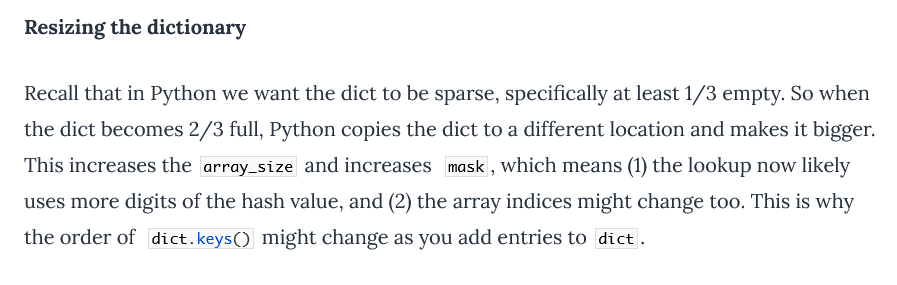 Resizing the dictionary
Recall that in Python we want the dict to be sparse, specifically at least 1/3 empty. So when
the dict becomes 2/3 full, Python copies the dict to a different location and makes it bigger.
This increases the array_size and increases mask, which means (1) the lookup now likely
uses more digits of the hash value, and (2) the array indices might change too. This is why
the order of dict.keys() might change as you add entries to dict.